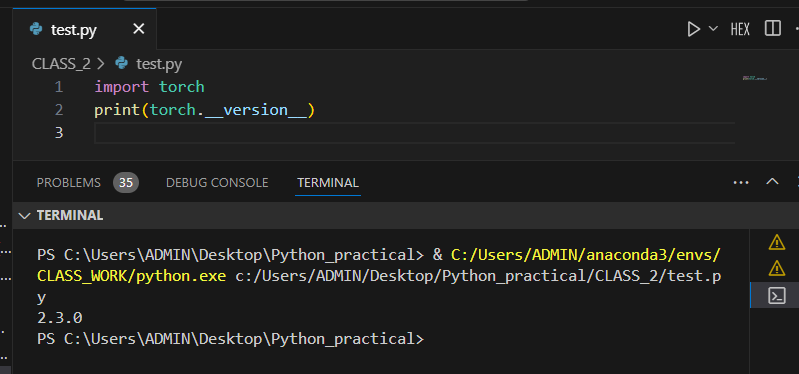 test.py
HEX
CLASS_2 > test.py
1 import torch
2 print(torch.__version__)
3
PROBLEMS 35 DEBUG CONSOLE TERMINAL
TERMINAL
PS C:\Users\ADMIN\Desktop\Python_practical> & C:/Users/ADMIN/anaconda3/envs/
CLASS_WORK/python.exe c:/Users/ADMIN/Desktop/Python_practical/CLASS_2/test.p
y
2.3.0
PS C:\Users\ADMIN\Desktop\Python_practical>